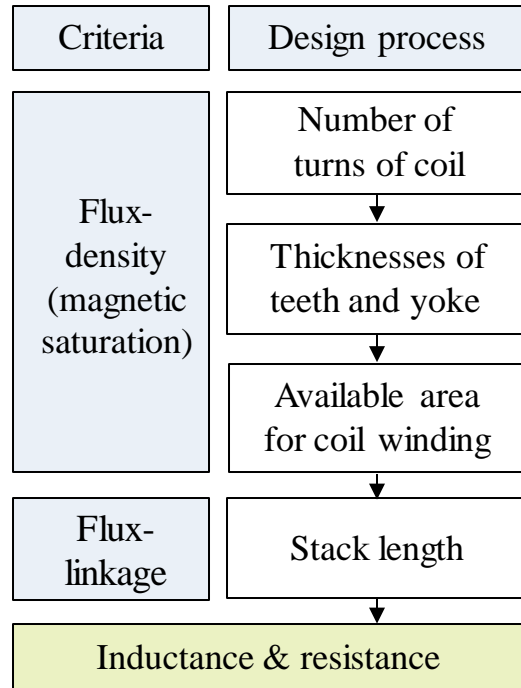 Criteria
Design process
Flux-
density
(magnetic
saturation)
Number of
turns of coil
Thicknesses of
teeth and yoke
Available area
for coil winding
Flux-
linkage
Stack length
Inductance & resistance